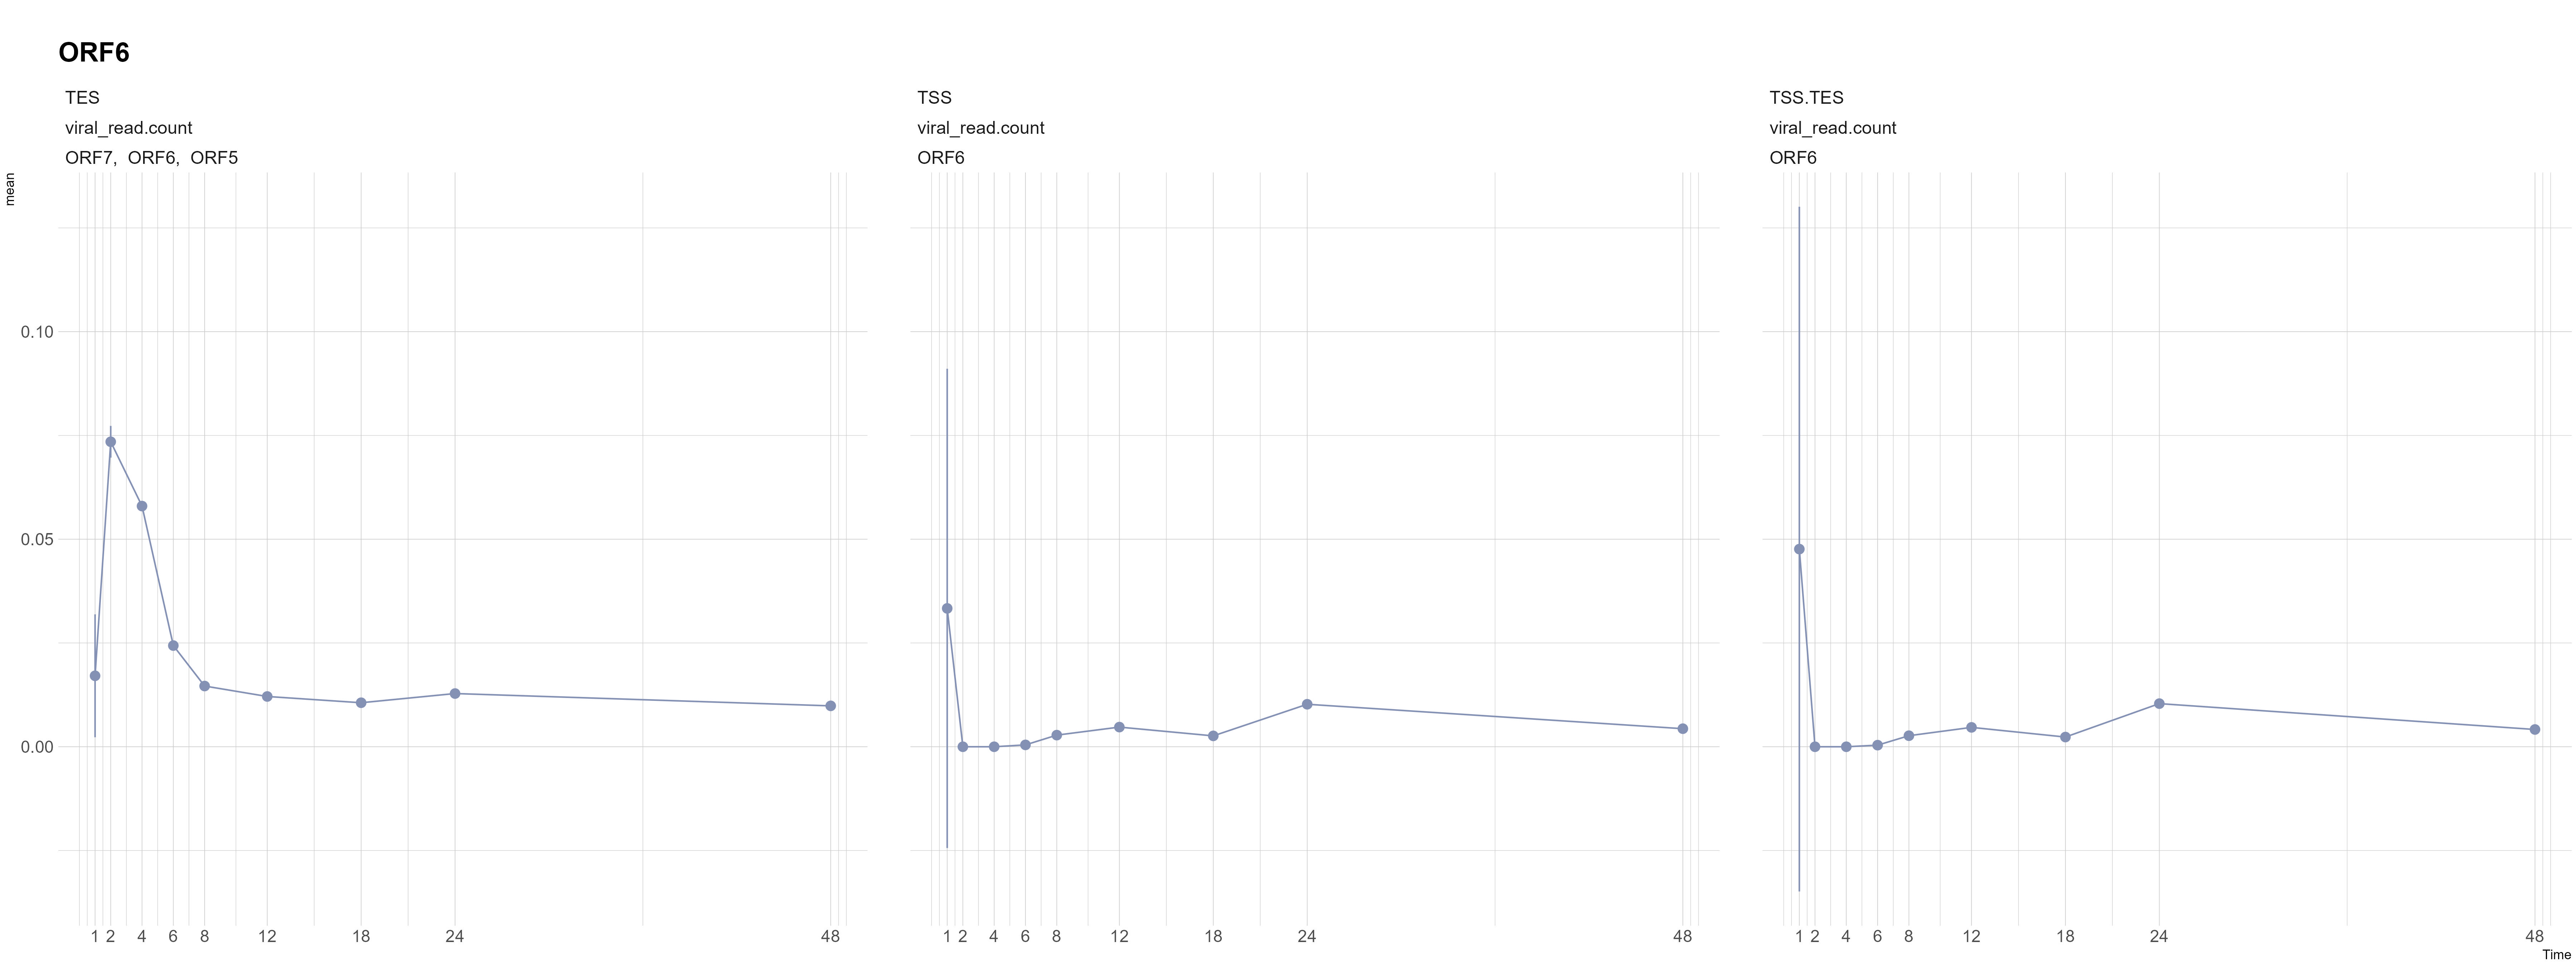 ORF6
TES
viral_read.count
ORF7,  ORF6,  ORF5
TSS
viral_read.count
ORF6
TSS.TES
viral_read.count
ORF6
mean
0.10
0.05
0.00
1 2 4 6 8 12 18 24 48
1 2 4 6 8 12 18 24 48
1 2 4 6 8 12 18 24 48
Time